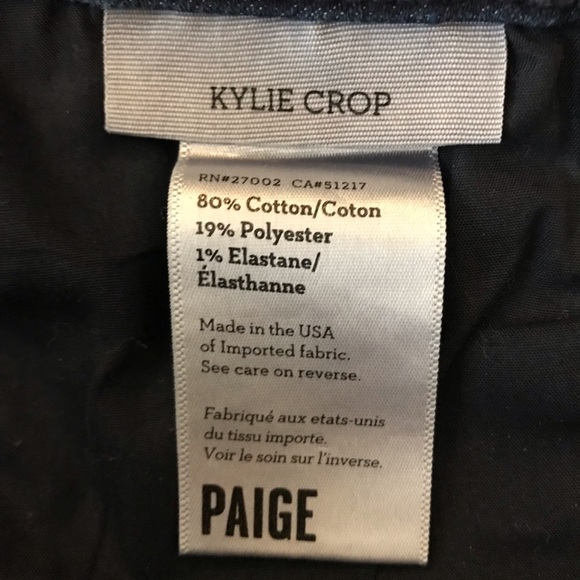 KYLIE CROP
RN#27002 CA#51217
80% Cotton/Coton
19% Polyester
1% Elastane/
Élasthanne
Made in the USA
of Imported fabric.
See care on reverse.
Fabriqué aux etats-unis
du tissu importe.
Voir le soin sur l'inverse.
PAIGE